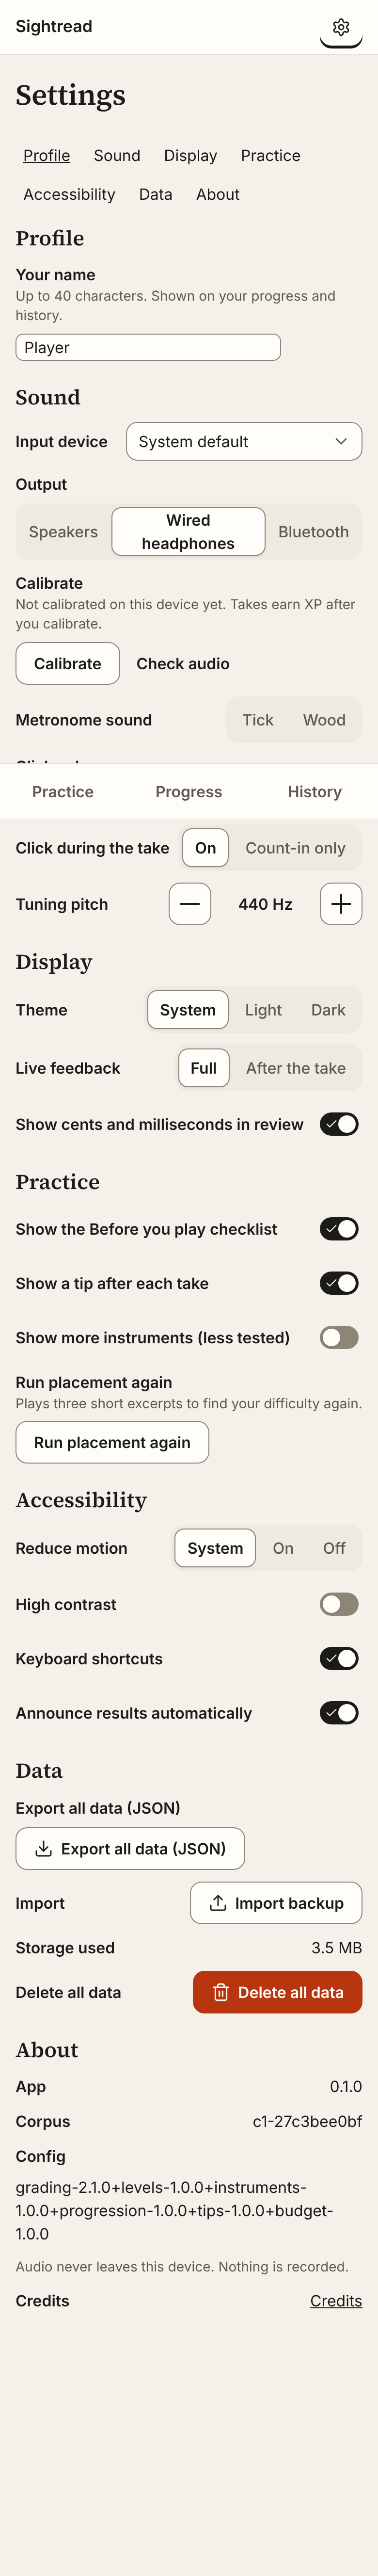 Sightread
Settings
Profile Sound Display Practice
Accessibility Data About
Profile
Your name
Up to 40 characters. Shown on your progress and
history.
Player
Sound
Input device System default
Output
Speakers Wired headphones Bluetooth
Calibrate
Not calibrated on this device yet. Takes earn XP after
you calibrate.
Calibrate Check audio
Metronome sound Tick Wood
Practice Progress History
Click during the take On Count-in only
Tuning pitch 440 Hz
Display
Theme System Light Dark
Live feedback Full After the take
Show cents and milliseconds in review
Practice
Show the Before you play checklist
Show a tip after each take
Show more instruments (less tested)
Run placement again
Plays three short excerpts to find your difficulty again.
Run placement again
Accessibility
Reduce motion System On Off
High contrast
Keyboard shortcuts
Announce results automatically
Data
Export all data (JSON)
Export all data (JSON)
Import Import backup
Storage used 3.5 MB
Delete all data Delete all data
About
App 0.1.0
Corpus c1-27c3bee0bf
Config
grading-2.1.0+levels-1.0.0+instruments-
1.0.0+progression-1.0.0+tips-1.0.0+budget-
1.0.0
Audio never leaves this device. Nothing is recorded.
Credits Credits